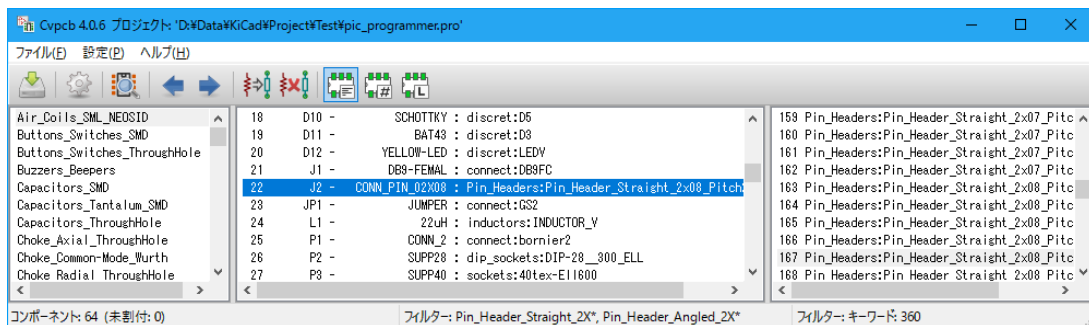 Cvpcb 4.0.6 プロジェクト: 'D:¥Data¥KiCad¥Project¥Test¥pic_programmer.pro'
ファイル(F) 設定(P) ヘルプ(H)
Air_Coils_SML_NEOSID
Buttons_Switches_SMD
Buttons_Switches_ThroughHole
Buzzers_Beepers
Capacitors_SMD
Capacitors_Tantalum_SMD
Capacitors_ThroughHole
Choke_Axial_ThroughHole
Choke_Common-Mode_Wurth
Choke_Radial_ThroughHole
18 D10 - SCHOTTKY : discret:D5
19 D11 - BAT43 : discret:D3
20 D12 - YELLOW-LED : discret:LEDV
21 J1 - DB9-FEMAL : connect:DB9FC
22 J2 - CONN_PIN_02X08 : Pin_Headers:Pin_Header_Straight_2x08_Pitch
23 JP1 - JUMPER : connect:GS2
24 L1 - 22uH : inductors:INDUCTOR_V
25 P1 - CONN_2 : connect:bornier2
26 P2 - SUPP28 : dip_sockets:DIP-28__300_ELL
27 P3 - SUPP40 : sockets:40tex-Ell600
159 Pin_Headers:Pin_Header_Straight_2x07_Pitc
160 Pin_Headers:Pin_Header_Straight_2x07_Pitc
161 Pin_Headers:Pin_Header_Straight_2x07_Pitc
162 Pin_Headers:Pin_Header_Straight_2x07_Pitc
163 Pin_Headers:Pin_Header_Straight_2x08_Pitc
164 Pin_Headers:Pin_Header_Straight_2x08_Pitc
165 Pin_Headers:Pin_Header_Straight_2x08_Pitc
166 Pin_Headers:Pin_Header_Straight_2x08_Pitc
167 Pin_Headers:Pin_Header_Straight_2x08_Pitc
168 Pin_Headers:Pin_Header_Straight_2x08_Pitc
コンポーネント: 64 (未割付: 0)
フィルター: Pin_Header_Straight_2X*, Pin_Header_Angled_2X*
フィルター: キーワード: 360